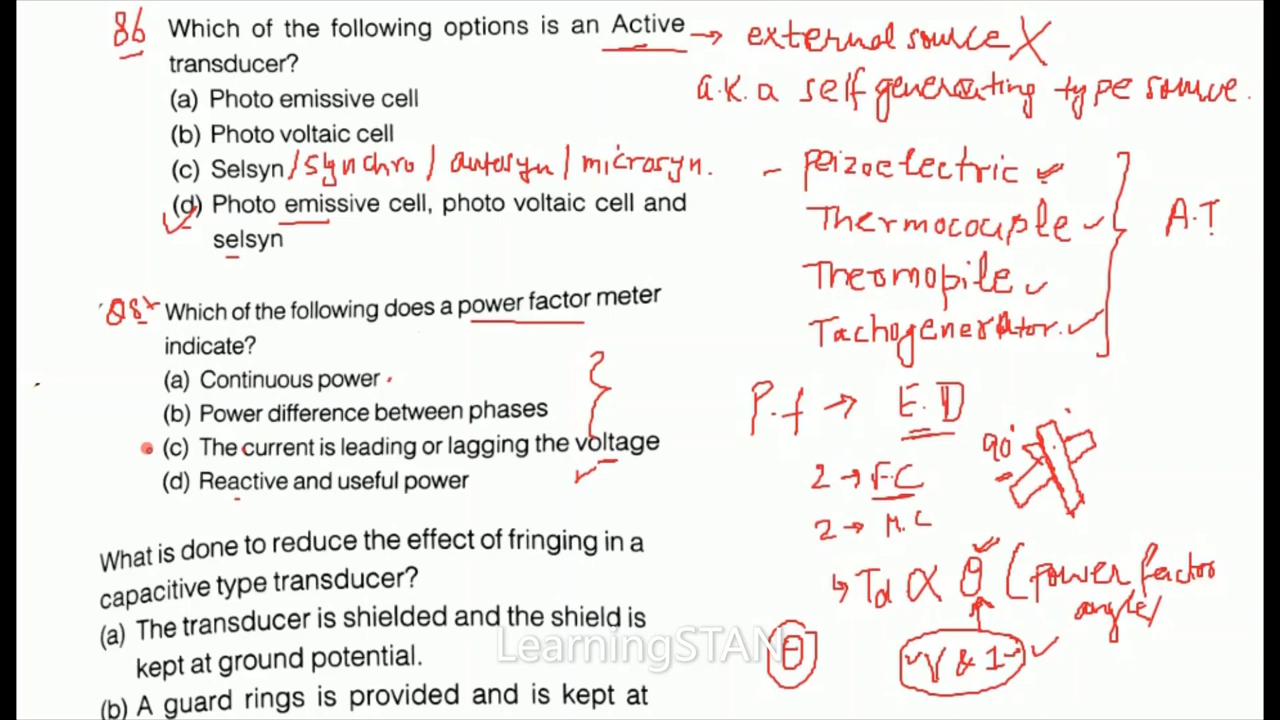 86 Which of the following options is an Active → external source X
transducer?
a.k.a self generating type source.
(a) Photo emissive cell
(b) Photo voltaic cell
(c) Selsyn/synchro/autosyn/microsyn.
(d) Photo emissive cell, photo voltaic cell and
selsyn
- Peizoelectric
Thermocouple
Thermopile
Tachogenerator.
A.T
Which of the following does a power factor meter
indicate?
(a) Continuous power
(b) Power difference between phases
(c) The current is leading or lagging the voltage
(d) Reactive and useful power
P.f → E.D
2 → F.C
2 → M.C
90°
↳ Td ∝ θ (power factor
angle)
θ
V & I
What is done to reduce the effect of fringing in a
capacitive type transducer?
(a) The transducer is shielded and the shield is
kept at ground potential.
(b) A guard rings is provided and is kept at
LearningSTAN